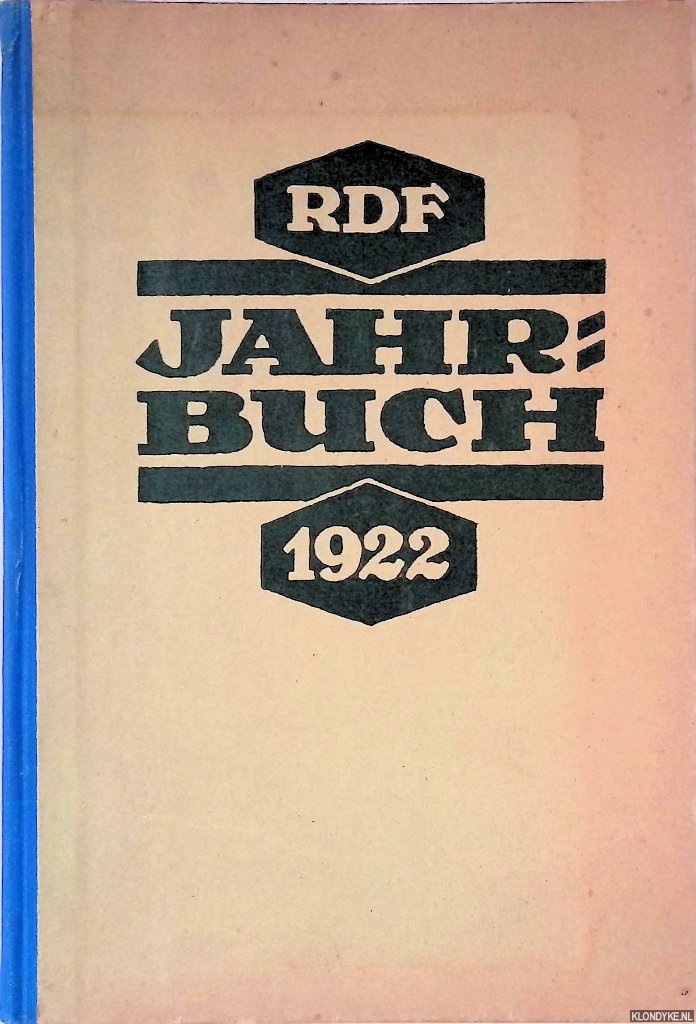 RDF
JAHR=
BUCH
1922
KLONDYKE.NL